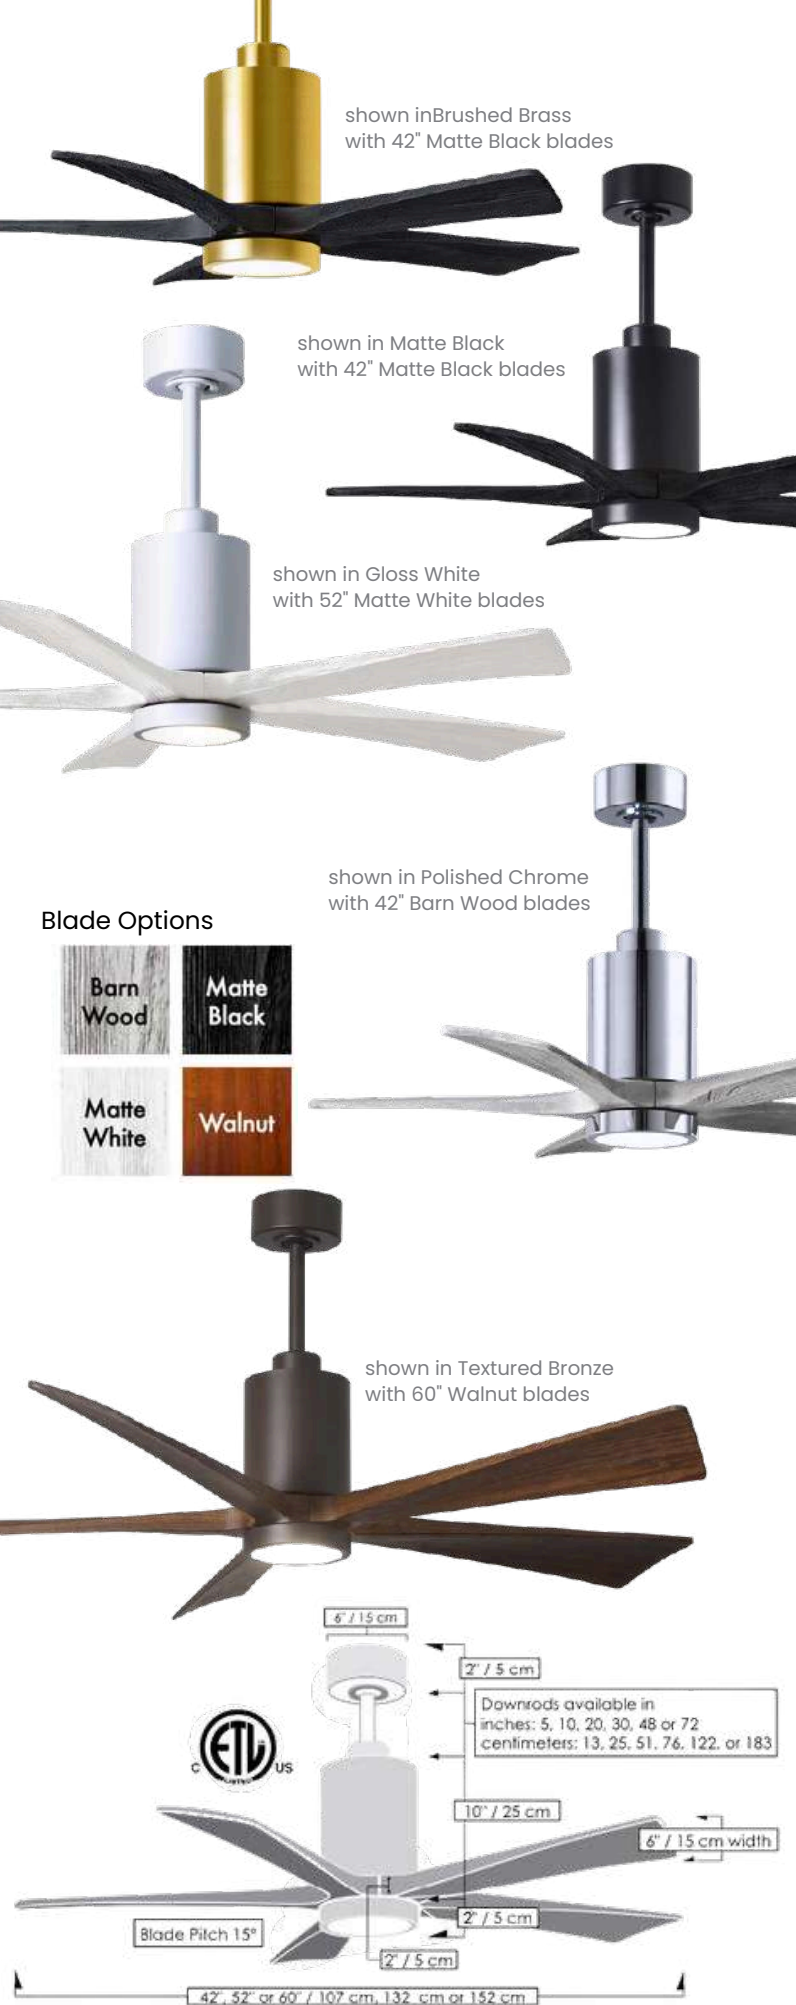 shown inBrushed Brass
with 42" Matte Black blades
shown in Matte Black
with 42" Matte Black blades
shown in Gloss White
with 52" Matte White blades
shown in Polished Chrome
with 42" Barn Wood blades
Blade Options
Barn
Wood
Matte
Black
Matte
White
Walnut
shown in Textured Bronze
with 60" Walnut blades
6" / 15 cm
2" / 5 cm
Downrods available in
inches: 5, 10, 20, 30, 48 or 72
centimeters: 13, 25, 51, 76, 122, or 183
ETL
C US
LISTED
10" / 25 cm
6" / 15 cm width
2" / 5 cm
Blade Pitch 15°
2" / 5 cm
42", 52" or 60" / 107 cm, 132 cm or 152 cm